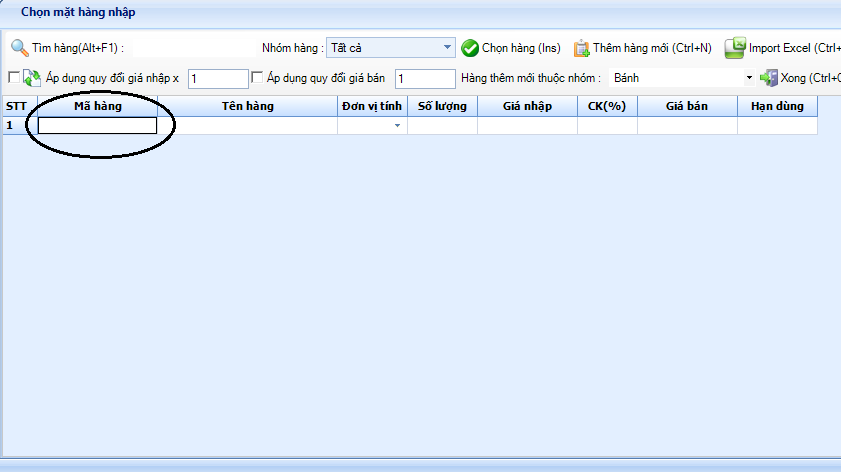 Chọn mặt hàng nhập
Tìm hàng(Alt+F1) : Nhóm hàng : Tất cả Chọn hàng (Ins) Thêm hàng mới (Ctrl+N) Import Excel (Ctrl+
Áp dụng quy đổi giá nhập x 1 Áp dụng quy đổi giá bán 1 Hàng thêm mới thuộc nhóm : Bánh Xong (Ctrl+
STT Mã hàng Tên hàng Đơn vị tính Số lượng Giá nhập CK(%) Giá bán Hạn dùng
1